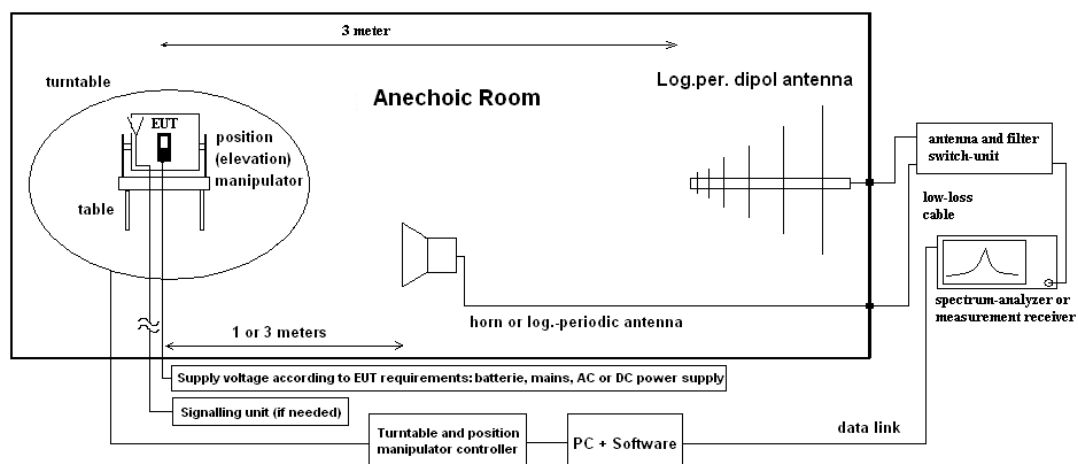 3 meter
turntable
Log.per. dipol antenna
Anechoic Room
EUT
position
(elevation)
manipulator
table
antenna and filter
switch-unit
low-loss
cable
spectrum-analyzer or
measurement receiver
horn or log.-periodic antenna
1 or 3 meters
Supply voltage according to EUT requirements: batterie, mains, AC or DC power supply
Signalling unit (if needed)
Turntable and position
manipulator controller
PC + Software
data link